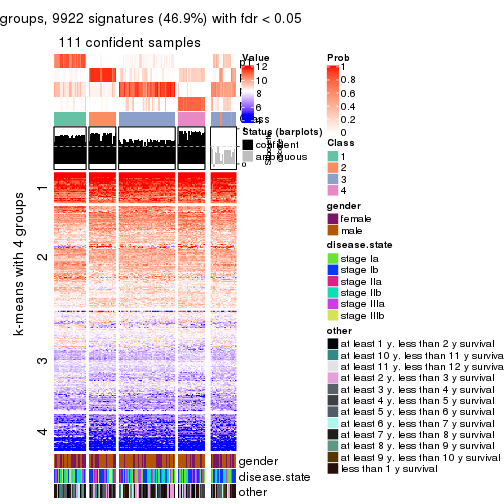 groups, 9922 signatures (46.9%) with fdr < 0.05
111 confident samples
k-means with 4 groups
1
2
3
4
Class
gender
disease.state
other
Value
12
10
8
6
Status (barplots)
confident
ambiguous
0
Prob
1
0.8
0.6
0.4
0.2
0
Class
1
2
3
4
gender
female
male
disease.state
stage Ia
stage Ib
stage IIa
stage IIb
stage IIIa
stage IIIb
other
at least 1 y. less than 2 y survival
at least 10 y. less than 11 y surviva
at least 11 y. less than 12 y surviva
at least 2 y. less than 3 y survival
at least 3 y. less than 4 y survival
at least 4 y. less than 5 y survival
at least 5 y. less than 6 y survival
at least 6 y. less than 7 y survival
at least 7 y. less than 8 y survival
at least 8 y. less than 9 y survival
at least 9 y. less than 10 y survival
less than 1 y survival